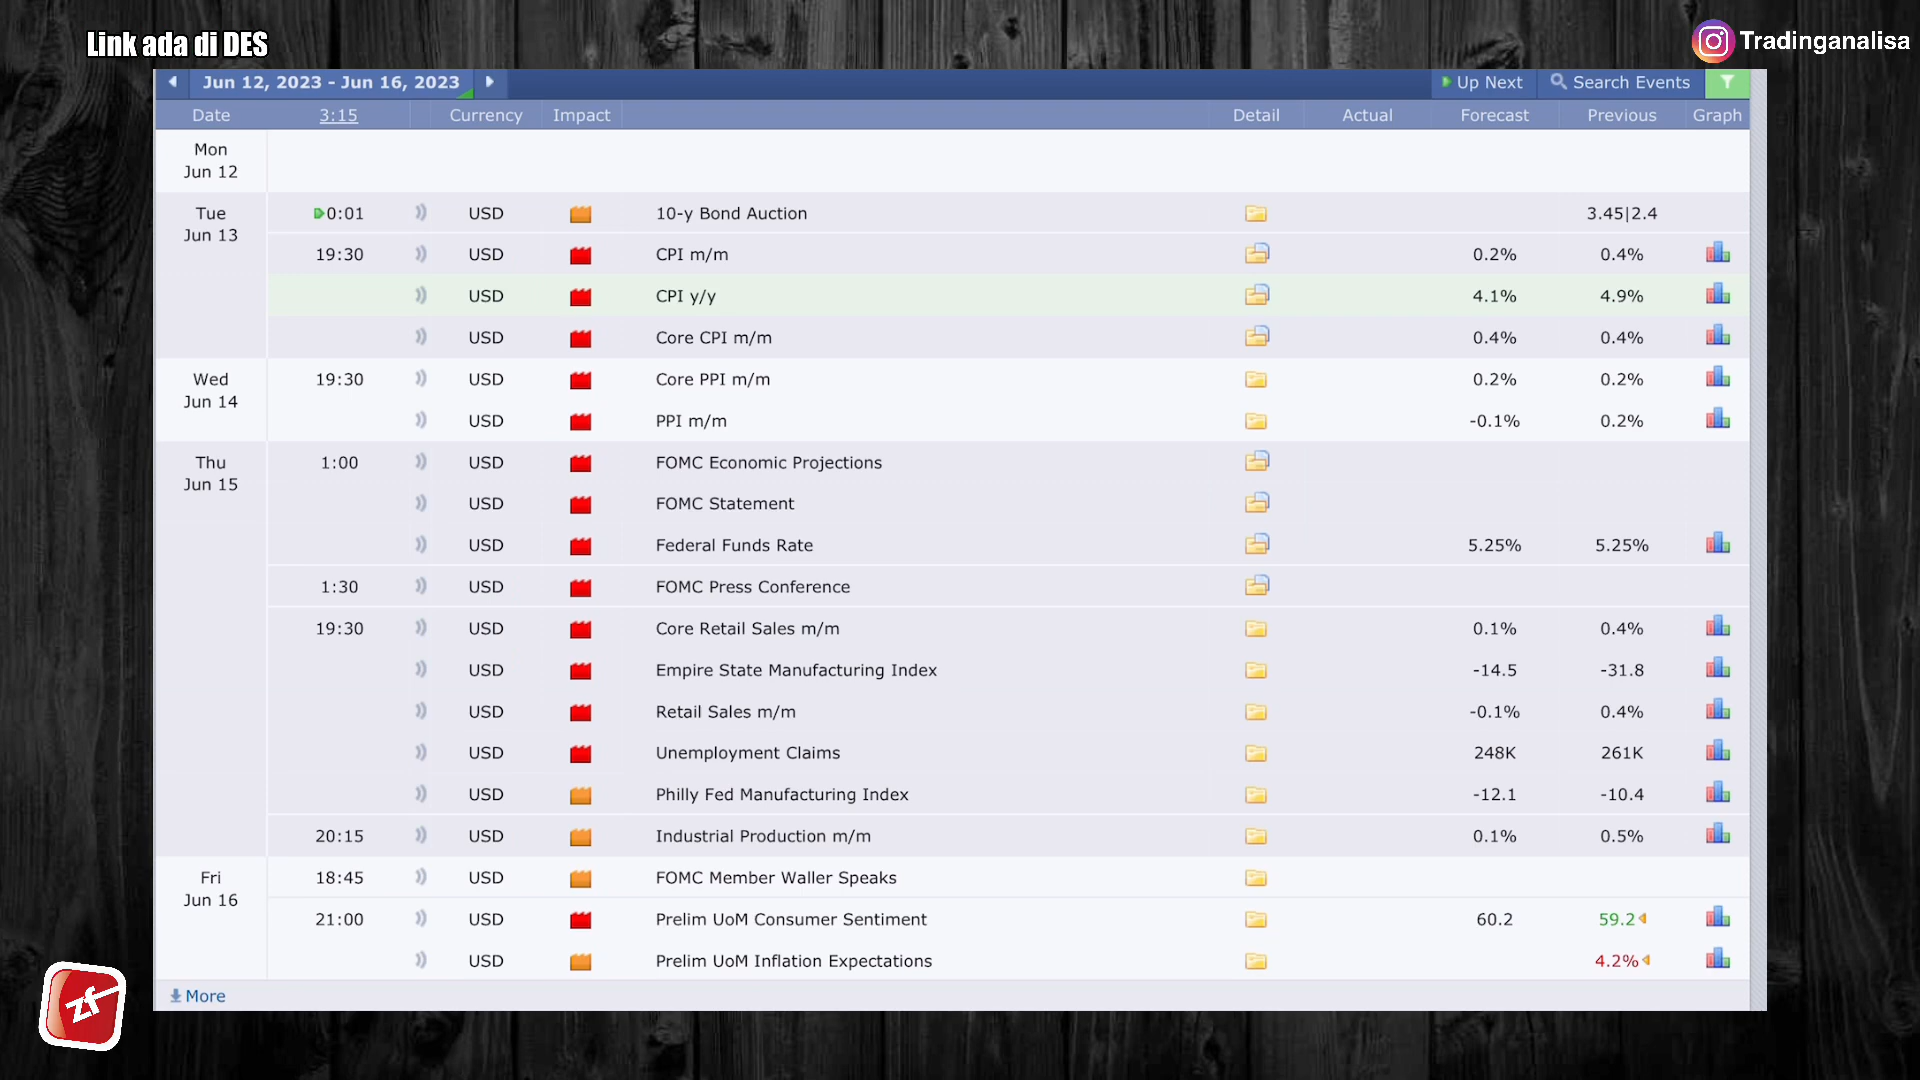 Link ada di DES
Tradinganalisa
Jun 12, 2023 - Jun 16, 2023 Up Next Search Events
Date 3:15 Currency Impact Detail Actual Forecast Previous Graph
Mon
Jun 12
Tue
Jun 13
0:01 USD 10-y Bond Auction 3.45|2.4
19:30 USD CPI m/m 0.2% 0.4%
USD CPI y/y 4.1% 4.9%
USD Core CPI m/m 0.4% 0.4%
Wed
Jun 14
19:30 USD Core PPI m/m 0.2% 0.2%
USD PPI m/m -0.1% 0.2%
Thu
Jun 15
1:00 USD FOMC Economic Projections
USD FOMC Statement
USD Federal Funds Rate 5.25% 5.25%
1:30 USD FOMC Press Conference
19:30 USD Core Retail Sales m/m 0.1% 0.4%
USD Empire State Manufacturing Index -14.5 -31.8
USD Retail Sales m/m -0.1% 0.4%
USD Unemployment Claims 248K 261K
USD Philly Fed Manufacturing Index -12.1 -10.4
20:15 USD Industrial Production m/m 0.1% 0.5%
Fri
Jun 16
18:45 USD FOMC Member Waller Speaks
21:00 USD Prelim UoM Consumer Sentiment 60.2 59.2
USD Prelim UoM Inflation Expectations 4.2%
More
zf